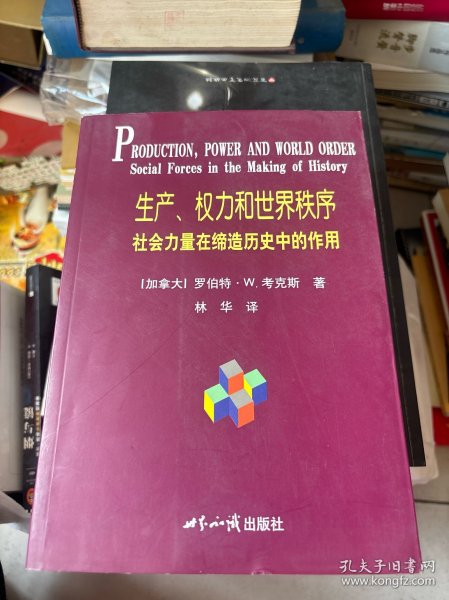 PRODUCTION, POWER AND WORLD ORDER
Social Forces in the Making of History
生产、权力和世界秩序
社会力量在缔造历史中的作用
〔加拿大〕罗伯特·W.考克斯 著
林 华 译
世界知识出版社
孔夫子旧书网
www.kongfz.com